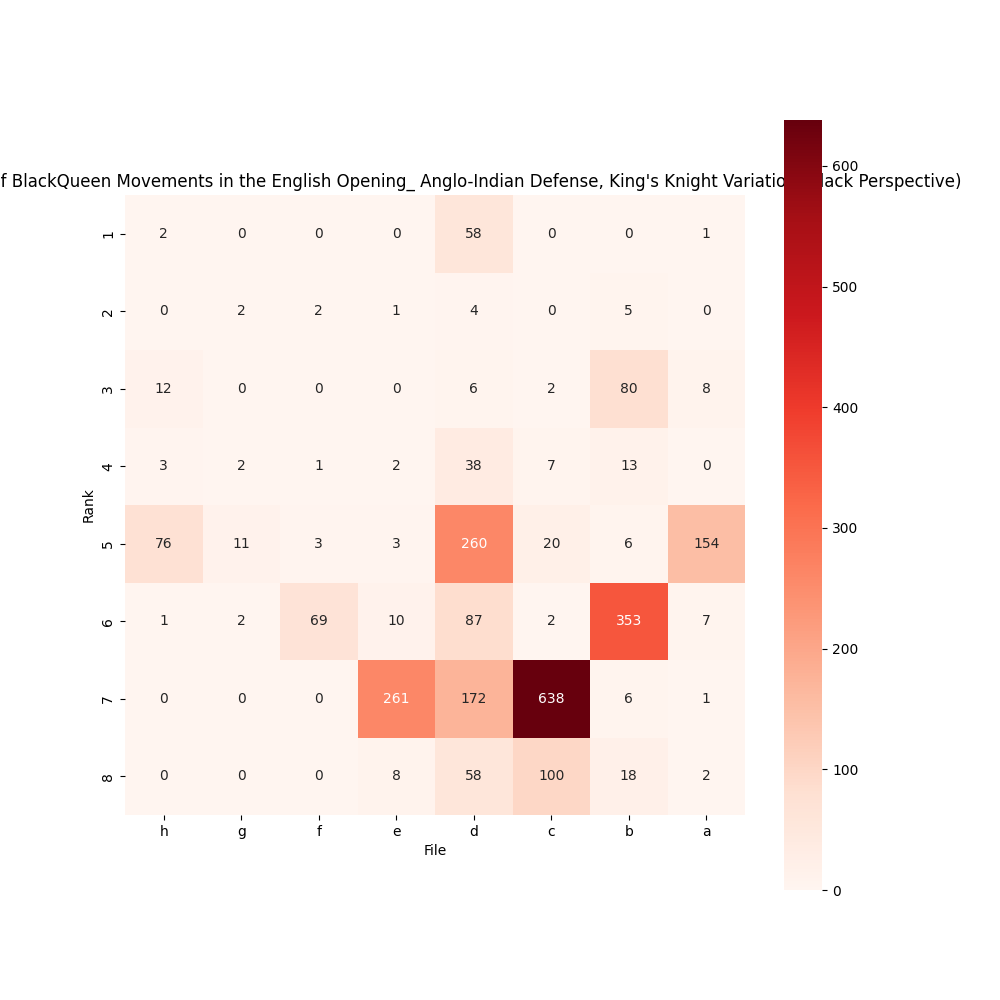 f BlackQueen Movements in the English Opening_ Anglo-Indian Defense, King's Knight Variatio lack Perspective)
1 2 0 0 0 58 0 0 1
2 0 2 2 1 4 0 5 0
3 12 0 0 0 6 2 80 8
4 3 2 1 2 38 7 13 0
5 76 11 3 3 260 20 6 154
6 1 2 69 10 87 2 353 7
7 0 0 0 261 172 638 6 1
8 0 0 0 8 58 100 18 2
h g f e d c b a
File
Rank
600
500
400
300
200
100
0